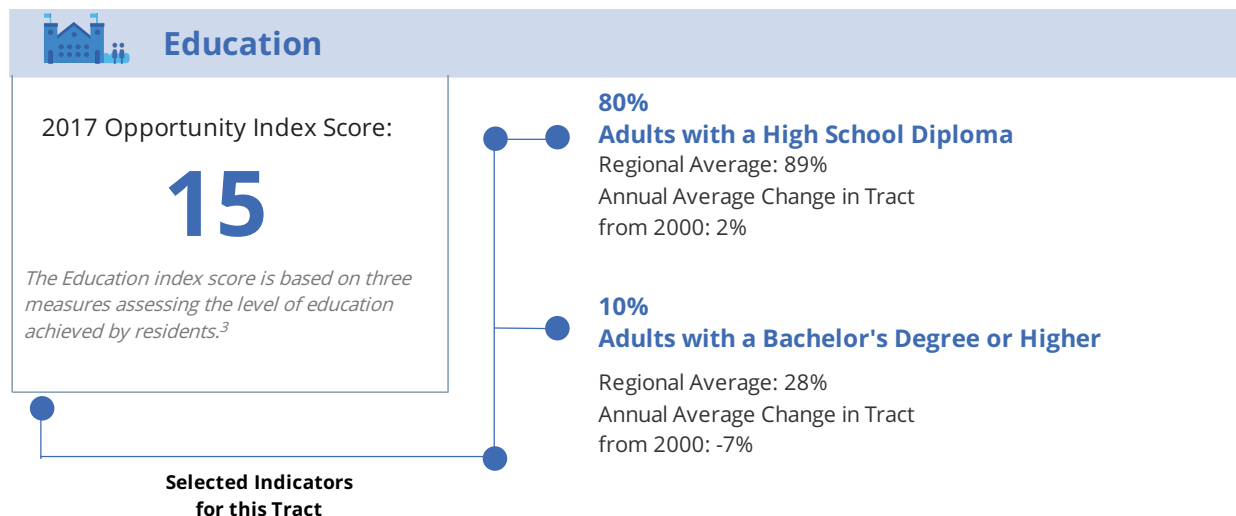 Education
2017 Opportunity Index Score:
15
The Education index score is based on three
measures assessing the level of education
achieved by residents.3
Selected Indicators
for this Tract
80%
Adults with a High School Diploma
Regional Average: 89%
Annual Average Change in Tract
from 2000: 2%
10%
Adults with a Bachelor's Degree or Higher
Regional Average: 28%
Annual Average Change in Tract
from 2000: -7%